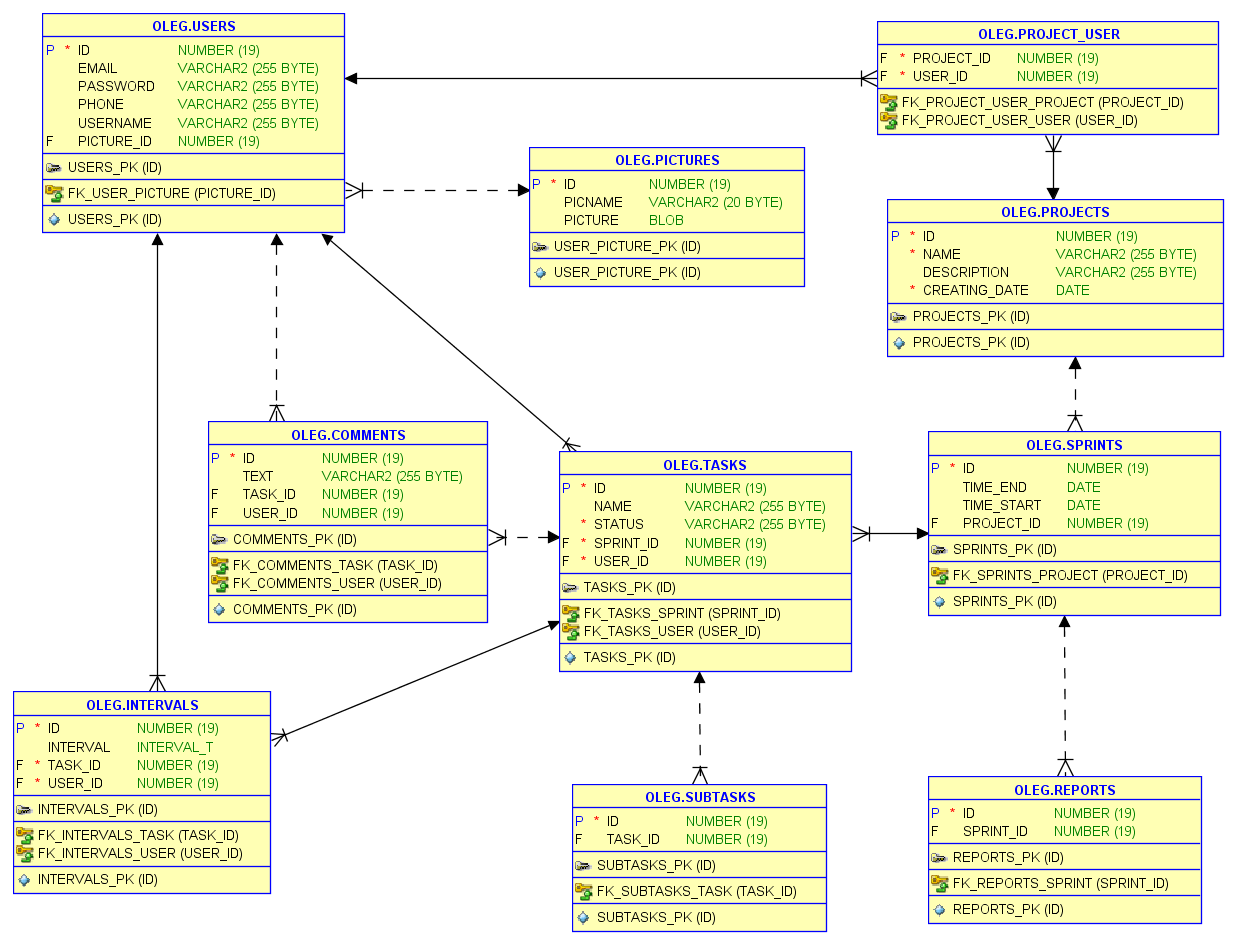 OLEG.USERS
P * ID NUMBER (19)
EMAIL VARCHAR2 (255 BYTE)
PASSWORD VARCHAR2 (255 BYTE)
PHONE VARCHAR2 (255 BYTE)
USERNAME VARCHAR2 (255 BYTE)
F PICTURE_ID NUMBER (19)
USERS_PK (ID)
FK_USER_PICTURE (PICTURE_ID)
USERS_PK (ID)
OLEG.PROJECT_USER
F * PROJECT_ID NUMBER (19)
F * USER_ID NUMBER (19)
FK_PROJECT_USER_PROJECT (PROJECT_ID)
FK_PROJECT_USER_USER (USER_ID)
OLEG.PICTURES
P * ID NUMBER (19)
PICNAME VARCHAR2 (20 BYTE)
PICTURE BLOB
USER_PICTURE_PK (ID)
USER_PICTURE_PK (ID)
OLEG.PROJECTS
P * ID NUMBER (19)
* NAME VARCHAR2 (255 BYTE)
DESCRIPTION VARCHAR2 (255 BYTE)
* CREATING_DATE DATE
PROJECTS_PK (ID)
PROJECTS_PK (ID)
OLEG.COMMENTS
P * ID NUMBER (19)
TEXT VARCHAR2 (255 BYTE)
F TASK_ID NUMBER (19)
F USER_ID NUMBER (19)
COMMENTS_PK (ID)
FK_COMMENTS_TASK (TASK_ID)
FK_COMMENTS_USER (USER_ID)
COMMENTS_PK (ID)
OLEG.TASKS
P * ID NUMBER (19)
NAME VARCHAR2 (255 BYTE)
* STATUS VARCHAR2 (255 BYTE)
F * SPRINT_ID NUMBER (19)
F * USER_ID NUMBER (19)
TASKS_PK (ID)
FK_TASKS_SPRINT (SPRINT_ID)
FK_TASKS_USER (USER_ID)
TASKS_PK (ID)
OLEG.SPRINTS
P * ID NUMBER (19)
TIME_END DATE
TIME_START DATE
F PROJECT_ID NUMBER (19)
SPRINTS_PK (ID)
FK_SPRINTS_PROJECT (PROJECT_ID)
SPRINTS_PK (ID)
OLEG.INTERVALS
P * ID NUMBER (19)
INTERVAL INTERVAL_T
F * TASK_ID NUMBER (19)
F * USER_ID NUMBER (19)
INTERVALS_PK (ID)
FK_INTERVALS_TASK (TASK_ID)
FK_INTERVALS_USER (USER_ID)
INTERVALS_PK (ID)
OLEG.SUBTASKS
P * ID NUMBER (19)
F TASK_ID NUMBER (19)
SUBTASKS_PK (ID)
FK_SUBTASKS_TASK (TASK_ID)
SUBTASKS_PK (ID)
OLEG.REPORTS
P * ID NUMBER (19)
F SPRINT_ID NUMBER (19)
REPORTS_PK (ID)
FK_REPORTS_SPRINT (SPRINT_ID)
REPORTS_PK (ID)